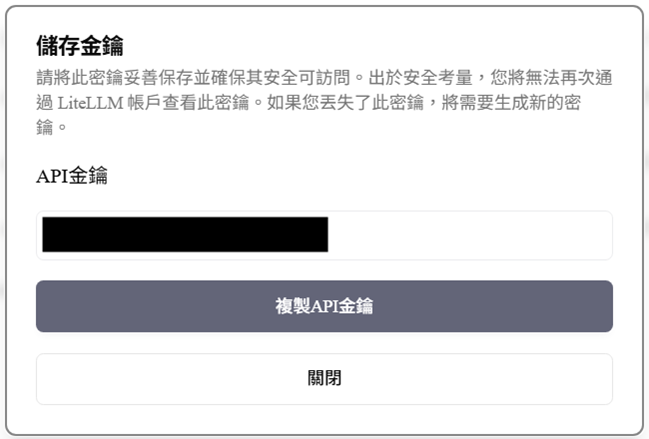 儲存金鑰
請將此密鑰妥善保存並確保其安全可訪問。出於安全考量，您將無法再次通
過 LiteLLM 帳戶查看此密鑰。如果您丟失了此密鑰，將需要生成新的密
鑰。
API金鑰
複製API金鑰
關閉